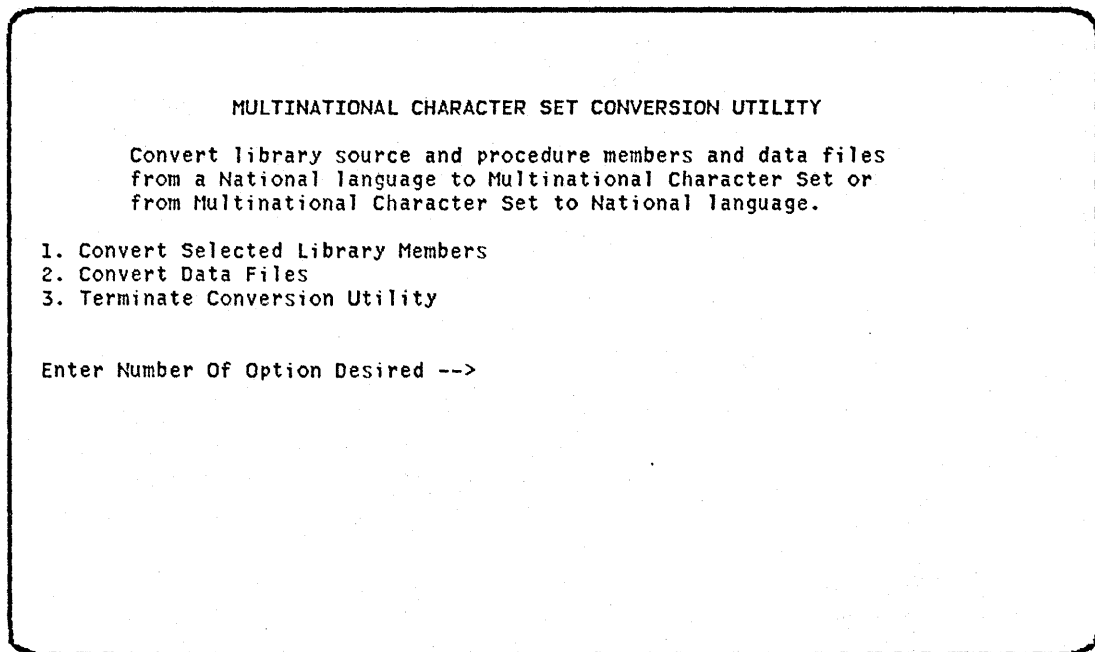 MULTINATIONAL CHARACTER SET CONVERSION UTILITY
Convert library source and procedure members and data files
from a National language to Multinational Character Set or
from Multinational Character Set to National language.
1. Convert Selected Library Members
2. Convert Data Files
3. Terminate Conversion Utility
Enter Number Of Option Desired -->